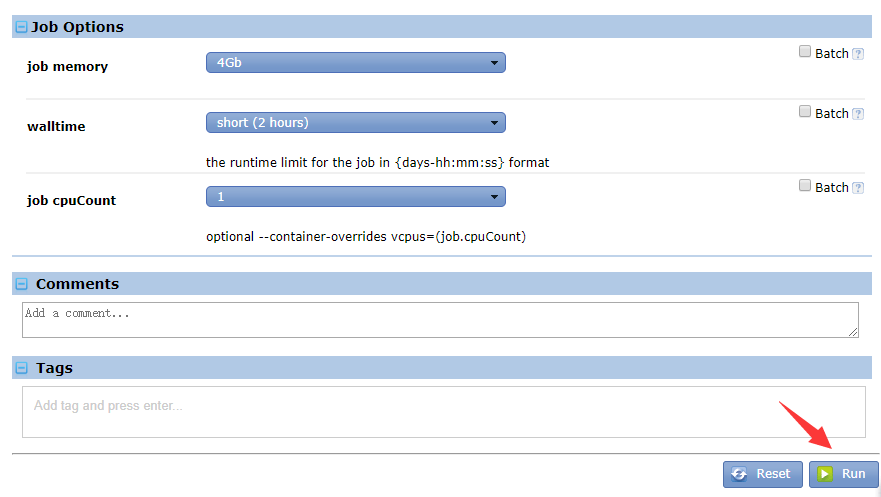 Job Options
job memory
4Gb
Batch ?
walltime
short (2 hours)
Batch ?
the runtime limit for the job in {days-hh:mm:ss} format
job cpuCount
1
Batch ?
optional --container-overrides vcpus=(job.cpuCount)
Comments
Add a comment...
Tags
Add tag and press enter...
Reset
Run